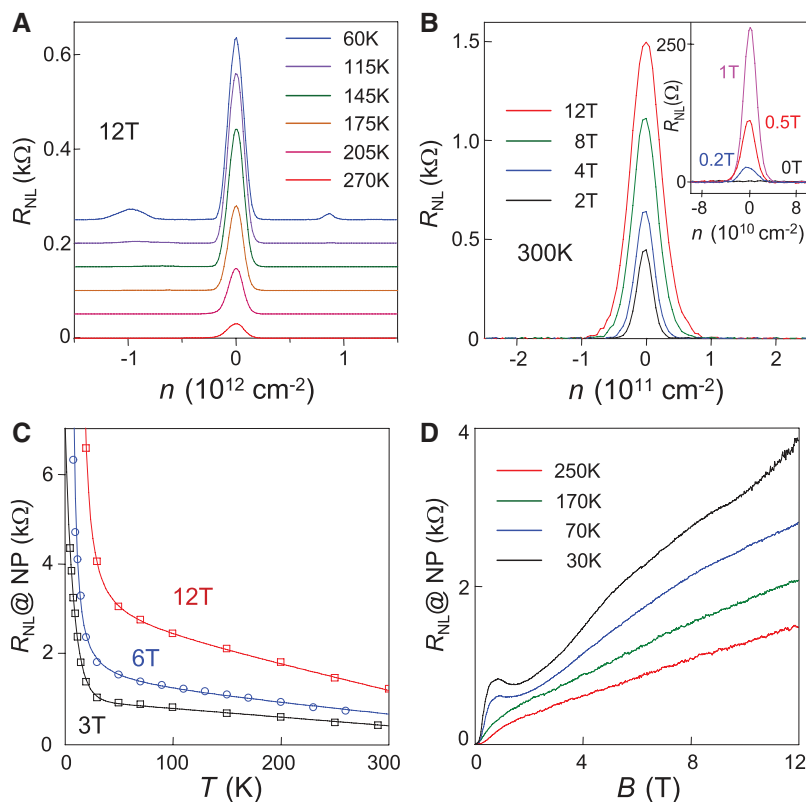 A
0.6
0.4
0.2
0
R_NL (kΩ)
12T
60K
115K
145K
175K
205K
270K
-1
0
1
n (10^12 cm^-2)
B
1.5
1.0
0.5
0
R_NL (kΩ)
12T
8T
4T
2T
300K
-2
-1
0
1
2
n (10^11 cm^-2)
250
0
R_NL(Ω)
1T
0.5T
0.2T
0T
-8
0
8
n (10^10 cm^-2)
C
6
4
2
0
R_NL@ NP (kΩ)
12T
6T
3T
0
100
200
300
T (K)
D
4
2
0
R_NL@ NP (kΩ)
250K
170K
70K
30K
0
4
8
12
B (T)